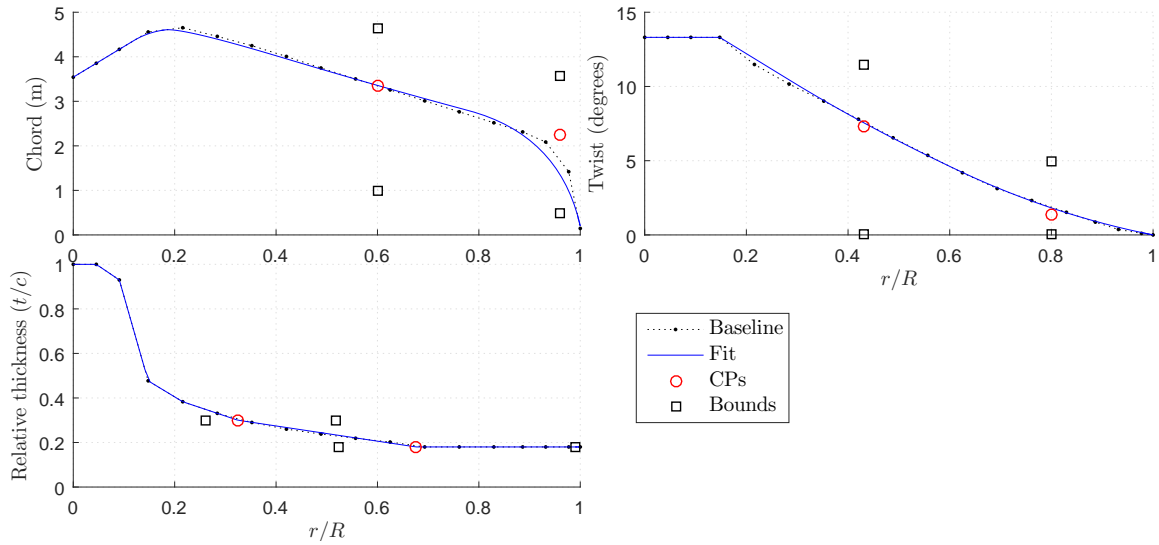 5
4
3
2
1
0
Chord (m)
0 0.2 0.4 0.6 0.8 1
15
10
5
0
Twist (degrees)
0 0.2 0.4 0.6 0.8 1
r/R
1
0.8
0.6
0.4
0.2
0
Relative thickness (t/c)
0 0.2 0.4 0.6 0.8 1
r/R
Baseline
Fit
CPs
Bounds